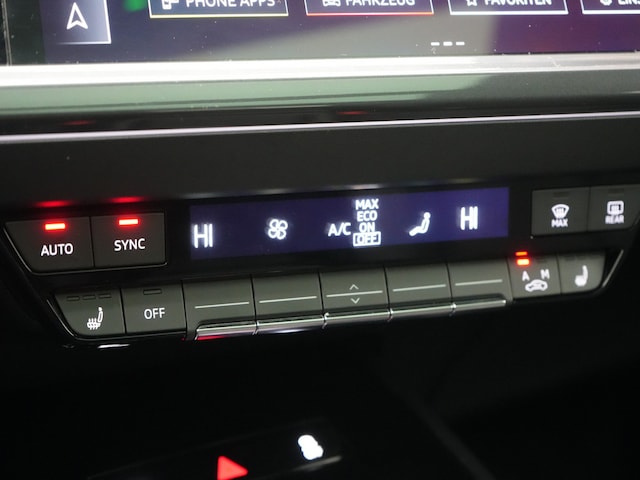 PHONE APPS FAHRZEUG FAVORITEN
AUTO SYNC HI A/C MAX HI MAX REAR
ECO
ON
OFF
A M
OFF